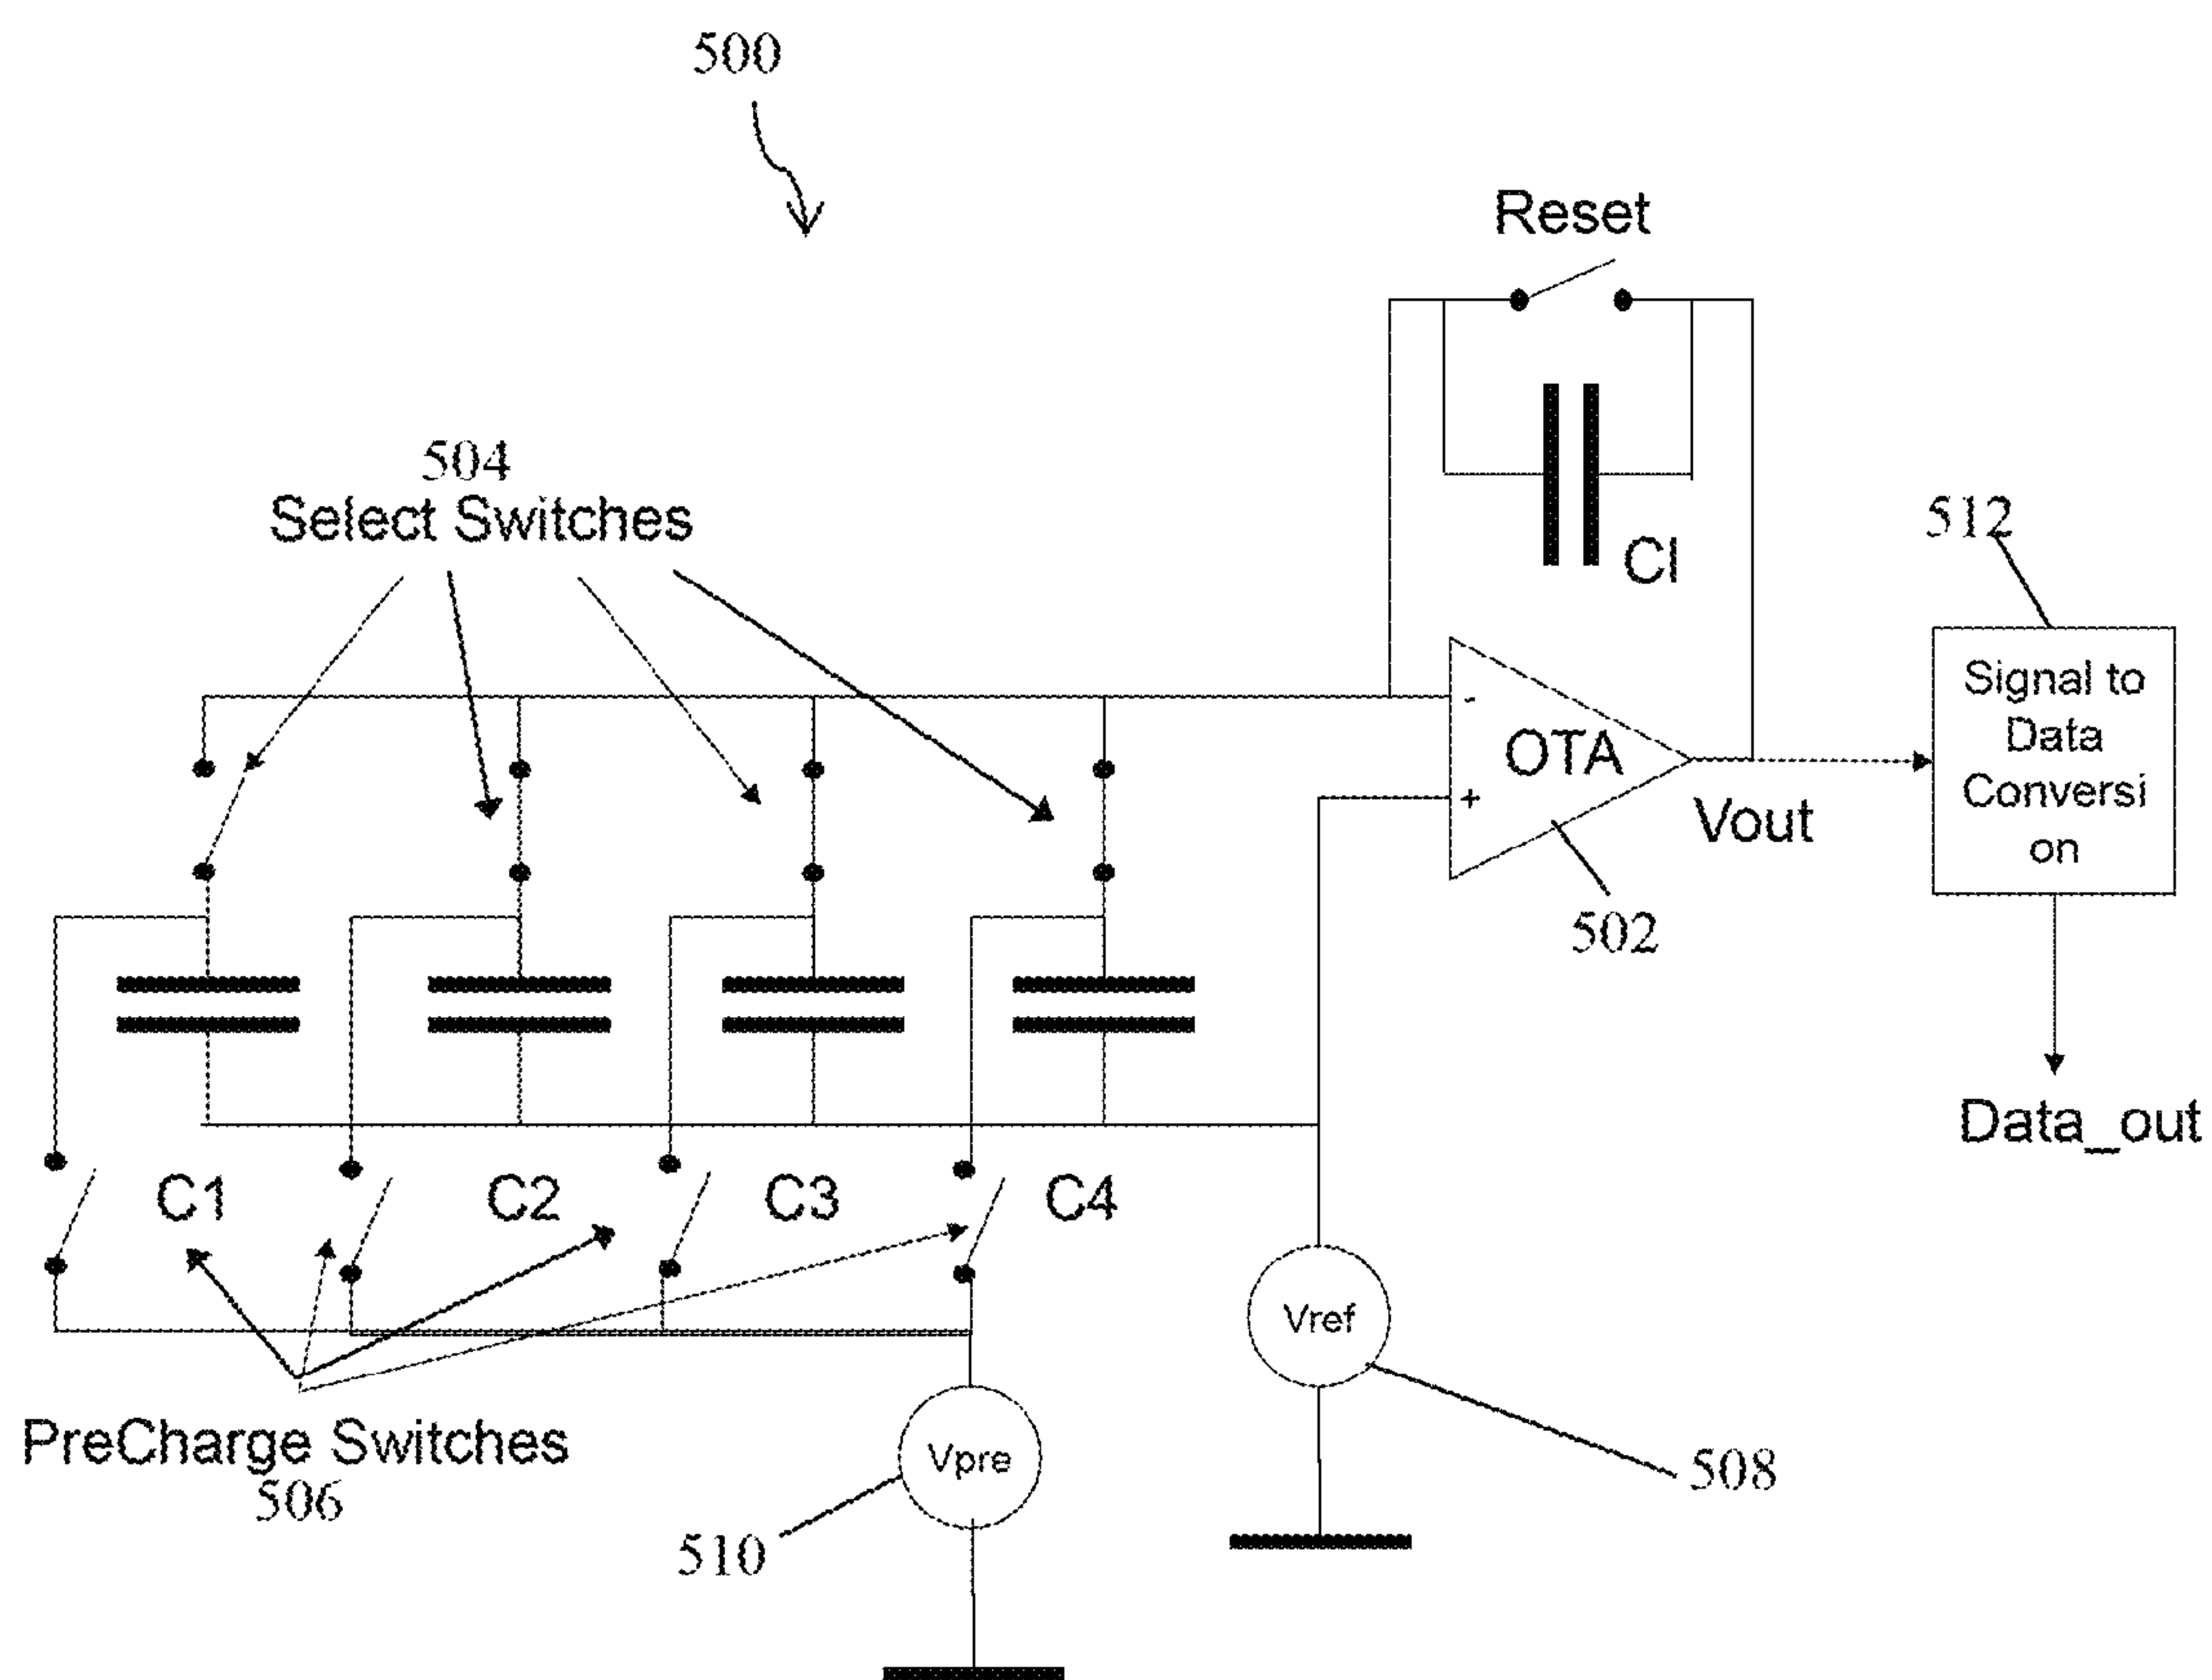 500
Reset
504
Select Switches
CI
512
Signal to
Data
Conversi
on
-
OTA
+
Vout
502
Data_out
C1
C2
C3
C4
Vref
PreCharge Switches
506
Vpre
508
510